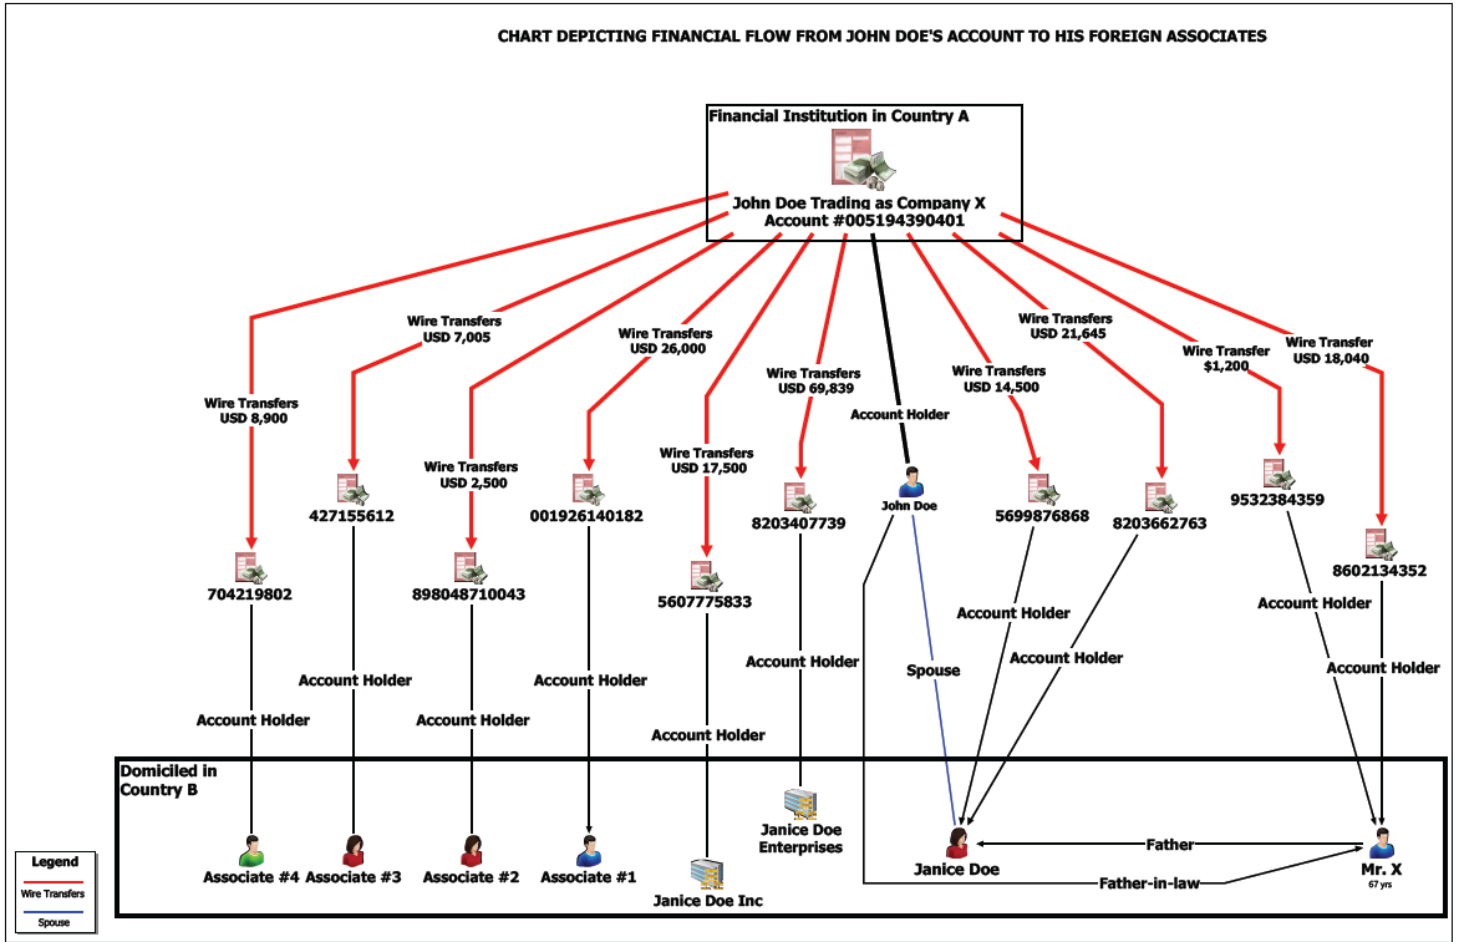 CHART DEPICTING FINANCIAL FLOW FROM JOHN DOE'S ACCOUNT TO HIS FOREIGN ASSOCIATES
Financial Institution in Country A
John Doe Trading as Company X
Account #005194390401
Wire Transfers
USD 8,900
Wire Transfers
USD 7,005
Wire Transfers
USD 2,500
Wire Transfers
USD 26,000
Wire Transfers
USD 17,500
Wire Transfers
USD 69,839
Account Holder
Wire Transfers
USD 14,500
Wire Transfers
USD 21,645
Wire Transfer
$1,200
Wire Transfer
USD 18,040
704219802
427155612
898048710043
001926140182
5607775833
8203407739
John Doe
5699876868
8203662763
9532384359
8602134352
Account Holder
Account Holder
Account Holder
Account Holder
Account Holder
Account Holder
Spouse
Account Holder
Account Holder
Account Holder
Account Holder
Domiciled in
Country B
Associate #4
Associate #3
Associate #2
Associate #1
Janice Doe Inc
Janice Doe
Enterprises
Janice Doe
Father
Father-in-law
Mr. X
67 yrs
Legend
Wire Transfers
Spouse